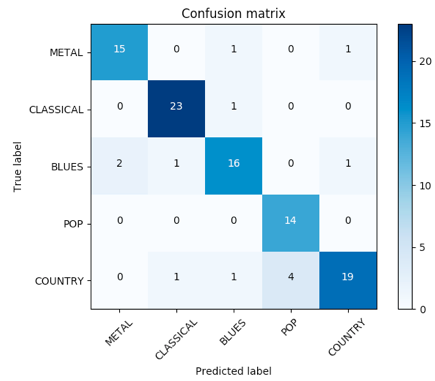 Confusion matrix
METAL 15 0 1 0 1
CLASSICAL 0 23 1 0 0
BLUES 2 1 16 0 1
POP 0 0 0 14 0
COUNTRY 0 1 1 4 19
METAL CLASSICAL BLUES POP COUNTRY
True label
Predicted label
20
15
10
5
0